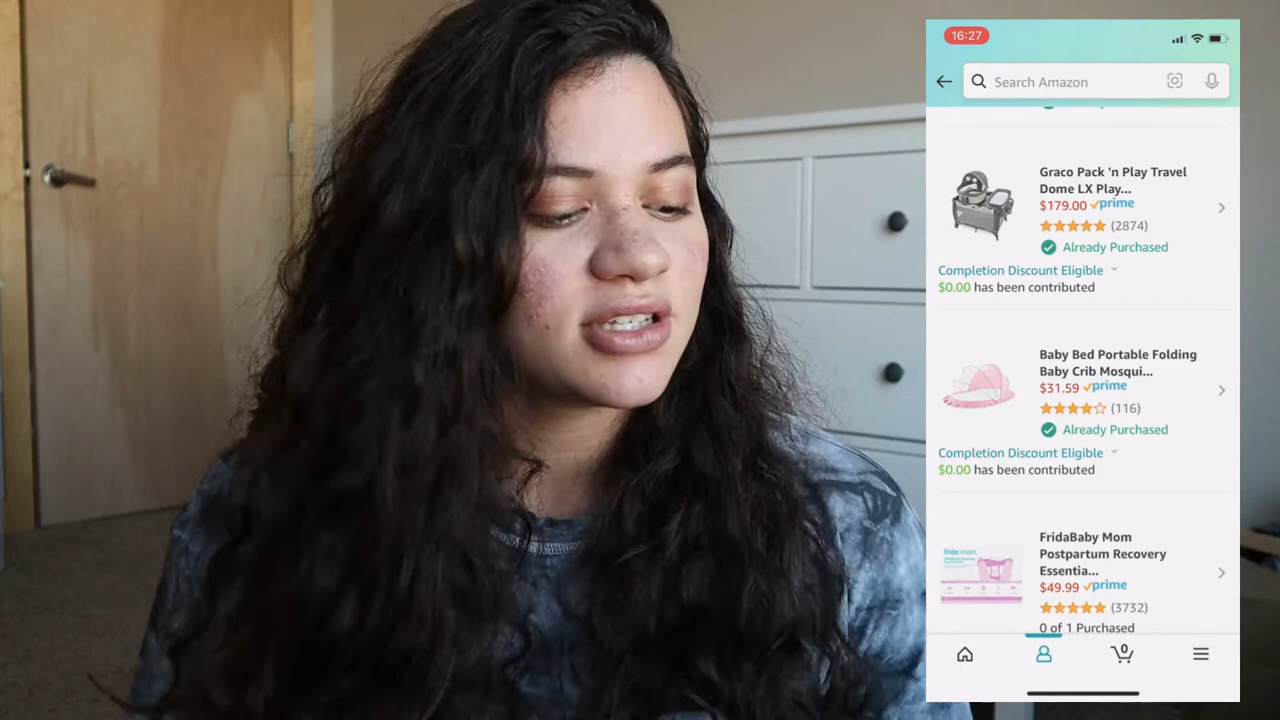 16:27
Search Amazon
Graco Pack 'n Play Travel
Dome LX Play...
$179.00 prime
(2874)
Already Purchased
Completion Discount Eligible
$0.00 has been contributed
Baby Bed Portable Folding
Baby Crib Mosqui...
$31.59 prime
(116)
Already Purchased
Completion Discount Eligible
$0.00 has been contributed
FridaBaby Mom
Postpartum Recovery
Essentia...
frida mom
$49.99 prime
(3732)
0 of 1 Purchased
0